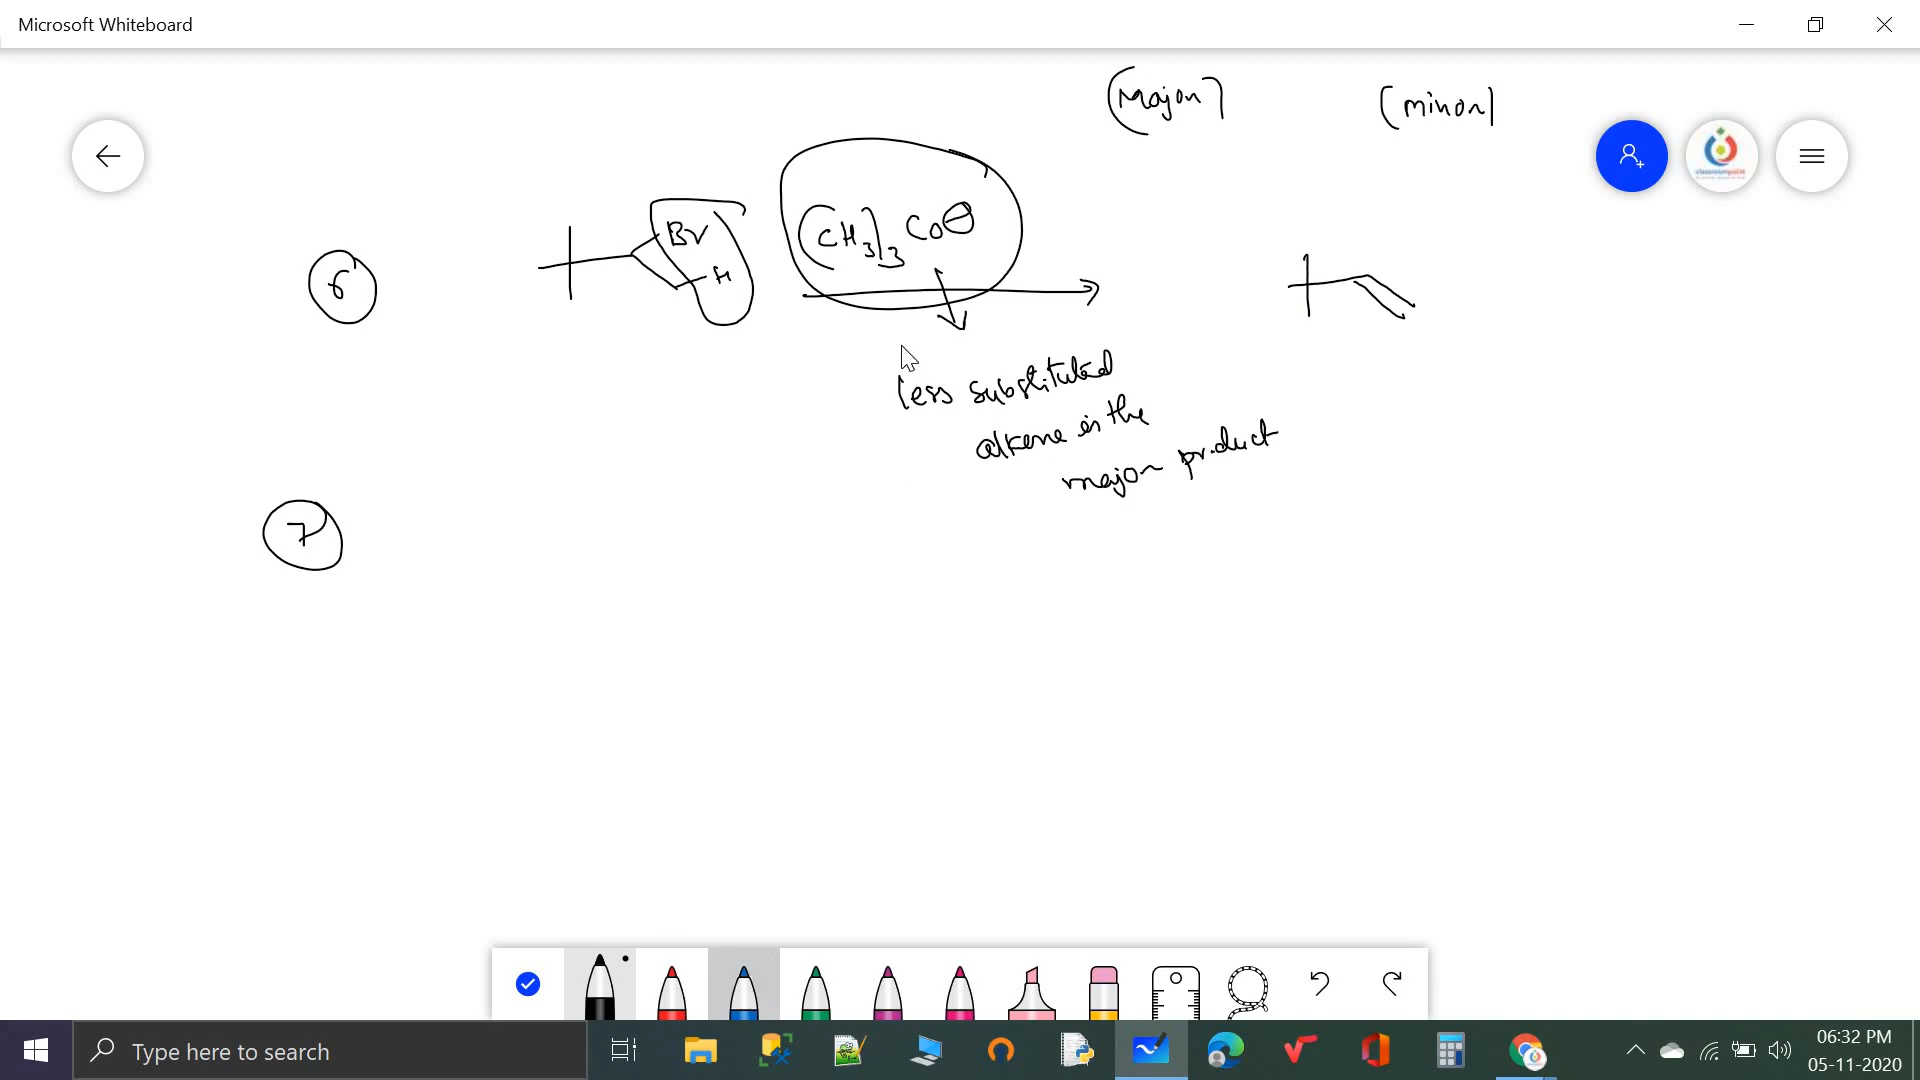 Microsoft Whiteboard
(Major)
(minor)
6
Br
H
(CH3)3 CO⊖
less substituted
alkene is the
major product
7
Type here to search
06:32 PM
05-11-2020